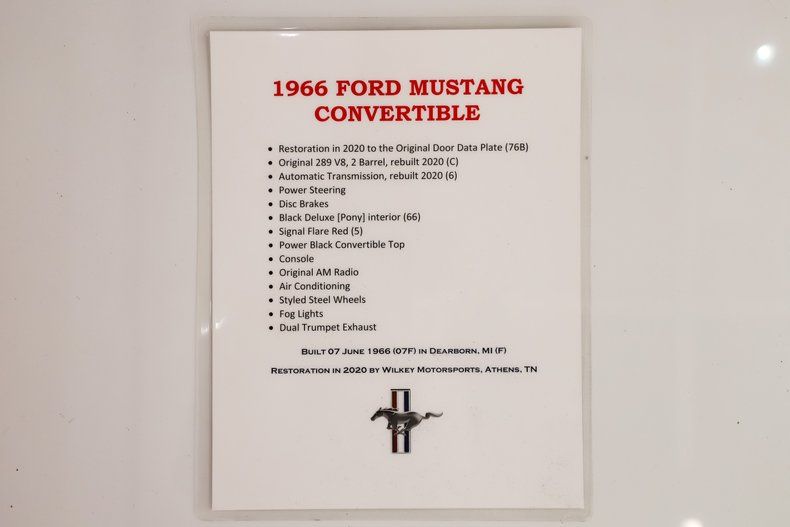 1966 FORD MUSTANG
CONVERTIBLE
• Restoration in 2020 to the Original Door Data Plate (76B)
• Original 289 V8, 2 Barrel, rebuilt 2020 (C)
• Automatic Transmission, rebuilt 2020 (6)
• Power Steering
• Disc Brakes
• Black Deluxe [Pony] interior (66)
• Signal Flare Red (5)
• Power Black Convertible Top
• Console
• Original AM Radio
• Air Conditioning
• Styled Steel Wheels
• Fog Lights
• Dual Trumpet Exhaust
Built 07 June 1966 (07F) in Dearborn, MI (F)
Restoration in 2020 by Wilkey Motorsports, Athens, TN